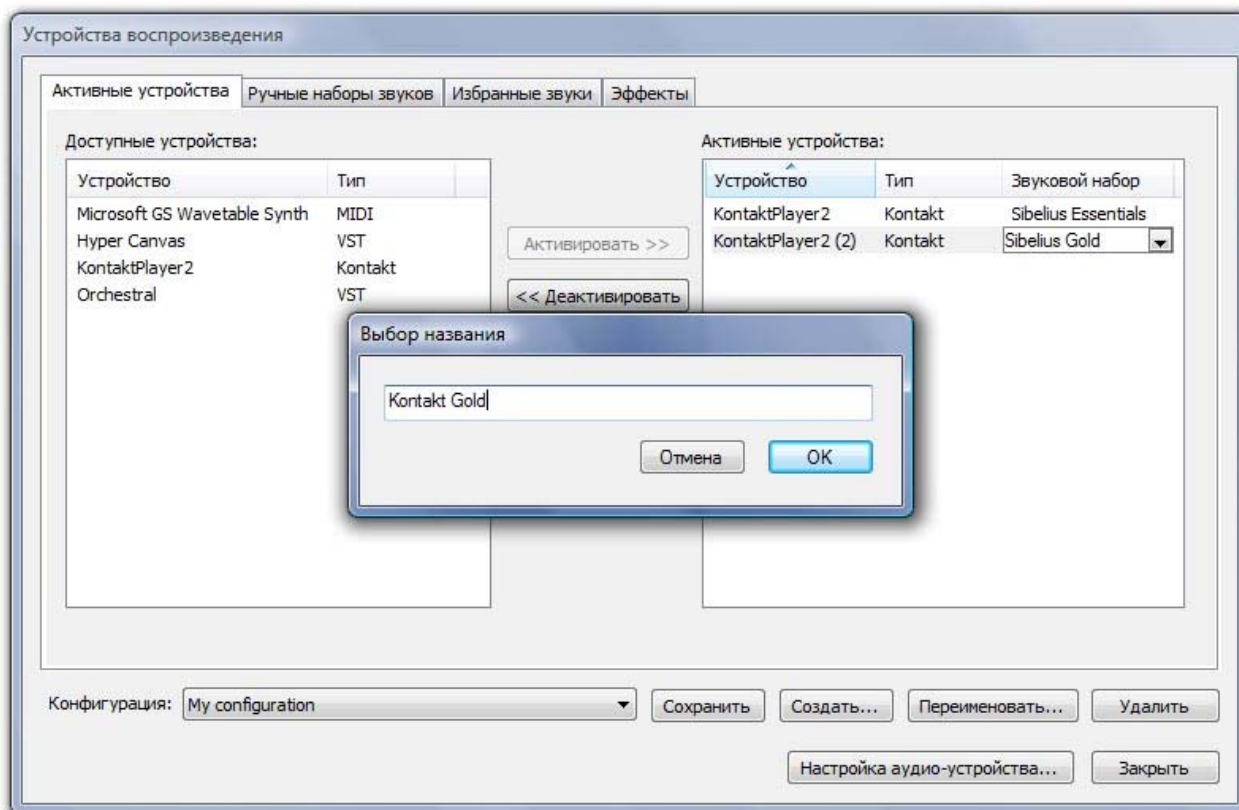 Устройства воспроизведения
Активные устройства Ручные наборы звуков Избранные звуки Эффекты
Доступные устройства:
Устройство Тип
Microsoft GS Wavetable Synth MIDI
Hyper Canvas VST
KontaktPlayer2 Kontakt
Orchestral VST
Активировать >>
<< Деактивировать
Активные устройства:
Устройство Тип Звуковой набор
KontaktPlayer2 Kontakt Sibelius Essentials
KontaktPlayer2 (2) Kontakt Sibelius Gold
Выбор названия
Kontakt Gold
Отмена OK
Конфигурация: My configuration Сохранить Создать... Переименовать... Удалить
Настройка аудио-устройства... Закрыть